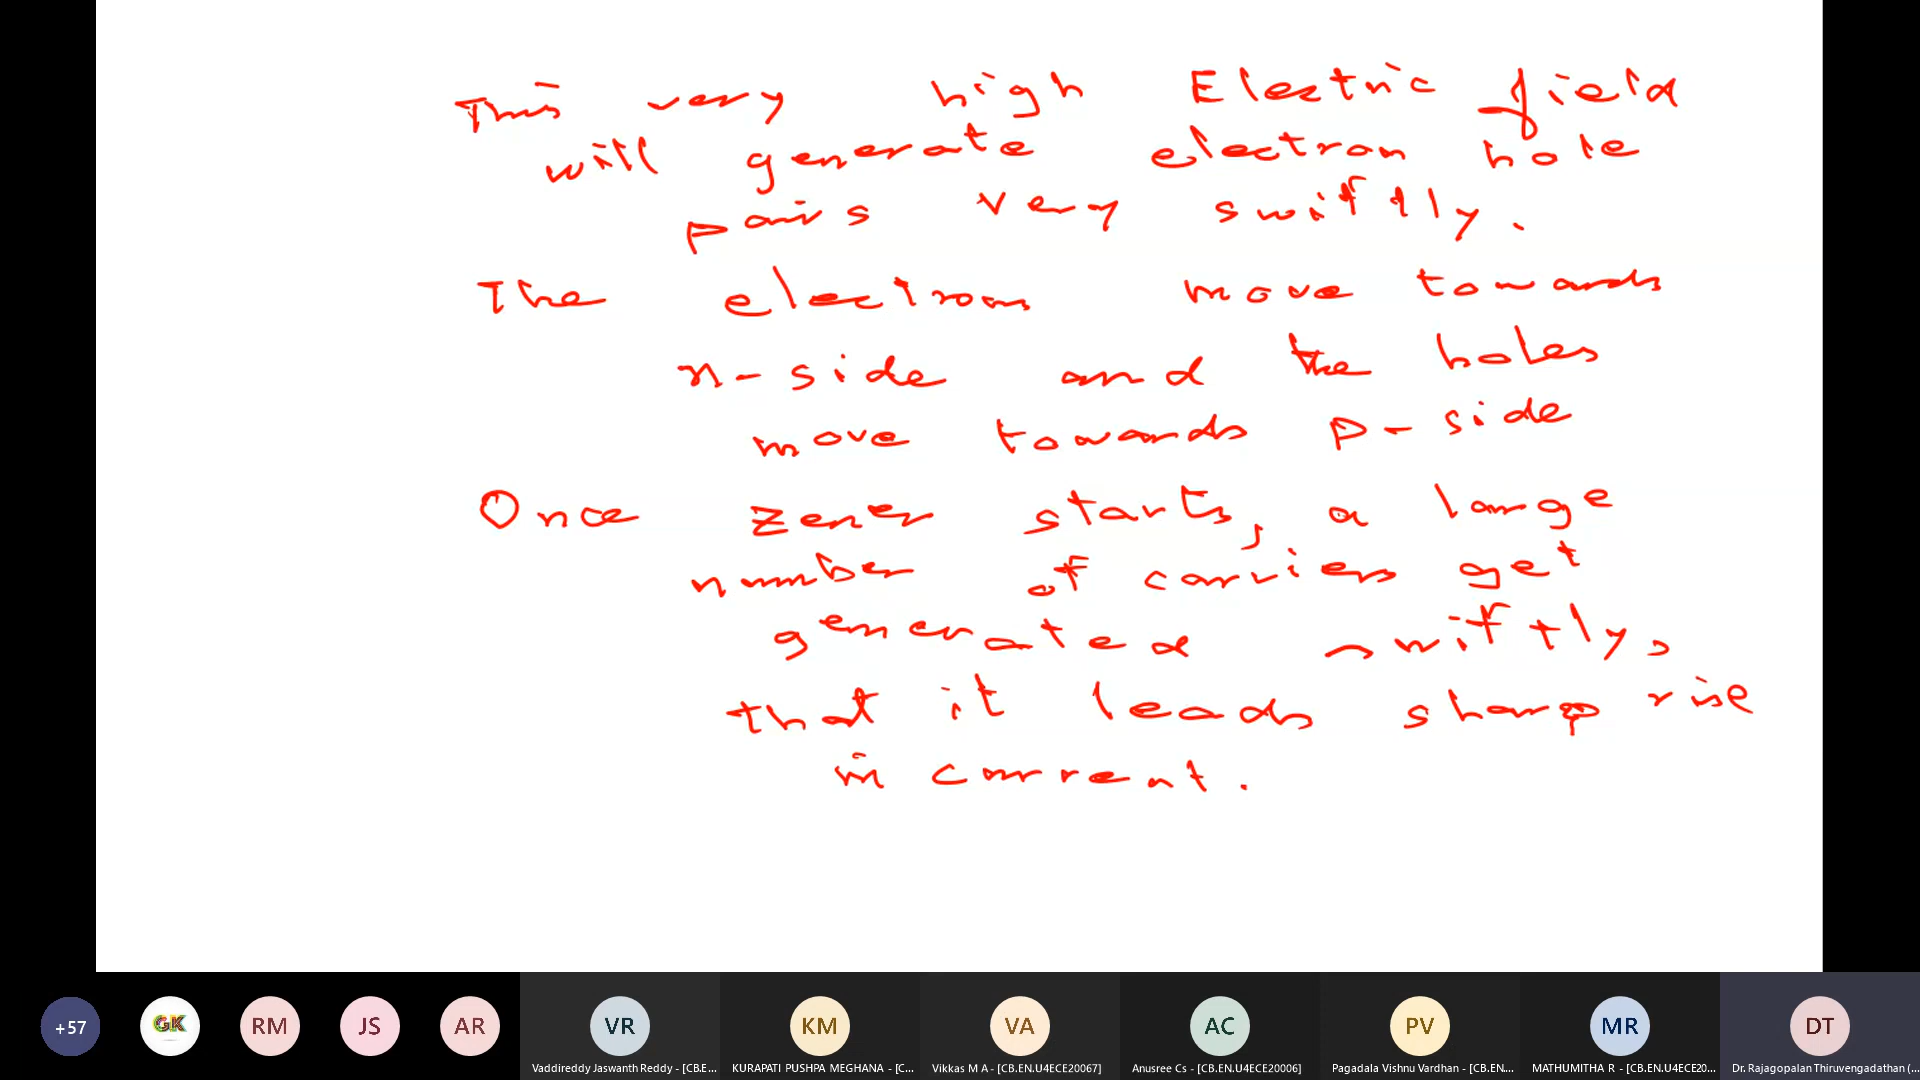 This very high Electric field
will generate electron hole
pairs very swiftly.
The electrons move towards
n-side and the holes
move towards p-side
Once zener starts, a large
number of carriers get
generated swiftly,
that it leads sharp rise
in current.
+57
GK
RM
JS
AR
VR
KM
VA
AC
PV
MR
DT
Vaddireddy Jaswanth Reddy - [CB.E...
KURAPATI PUSHPA MEGHANA - [C...
Vikkas M A - [CB.EN.U4ECE20067]
Anusree Cs - [CB.EN.U4ECE20006]
Pagadala Vishnu Vardhan - [CB.EN....
MATHUMITHA R - [CB.EN.U4ECE20...
Dr. Rajagopalan Thiruvengadathan (...